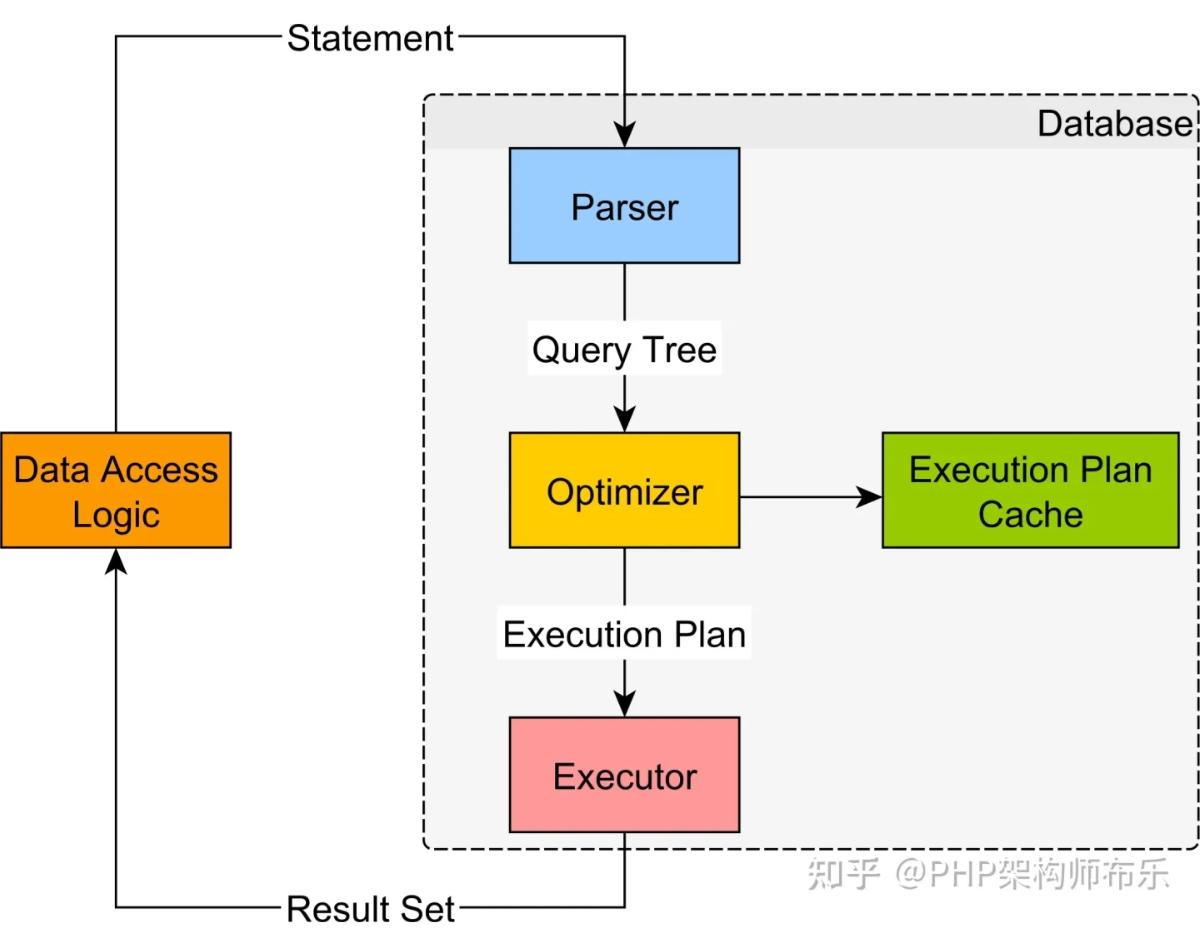 Statement
Database
Parser
Query Tree
Data Access
Logic
Optimizer
Execution Plan
Cache
Execution Plan
Executor
Result Set
知乎 @PHP架构师布乐